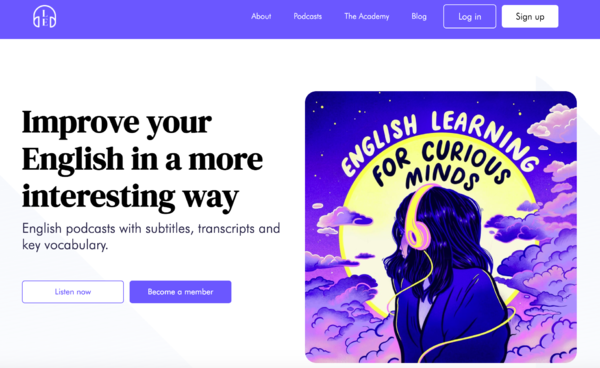 About Podcasts The Academy Blog Log in Sign up
Improve your
English in a more
interesting way
English podcasts with subtitles, transcripts and
key vocabulary.
Listen now Become a member
ENGLISH LEARNING
FOR CURIOUS
MINDS